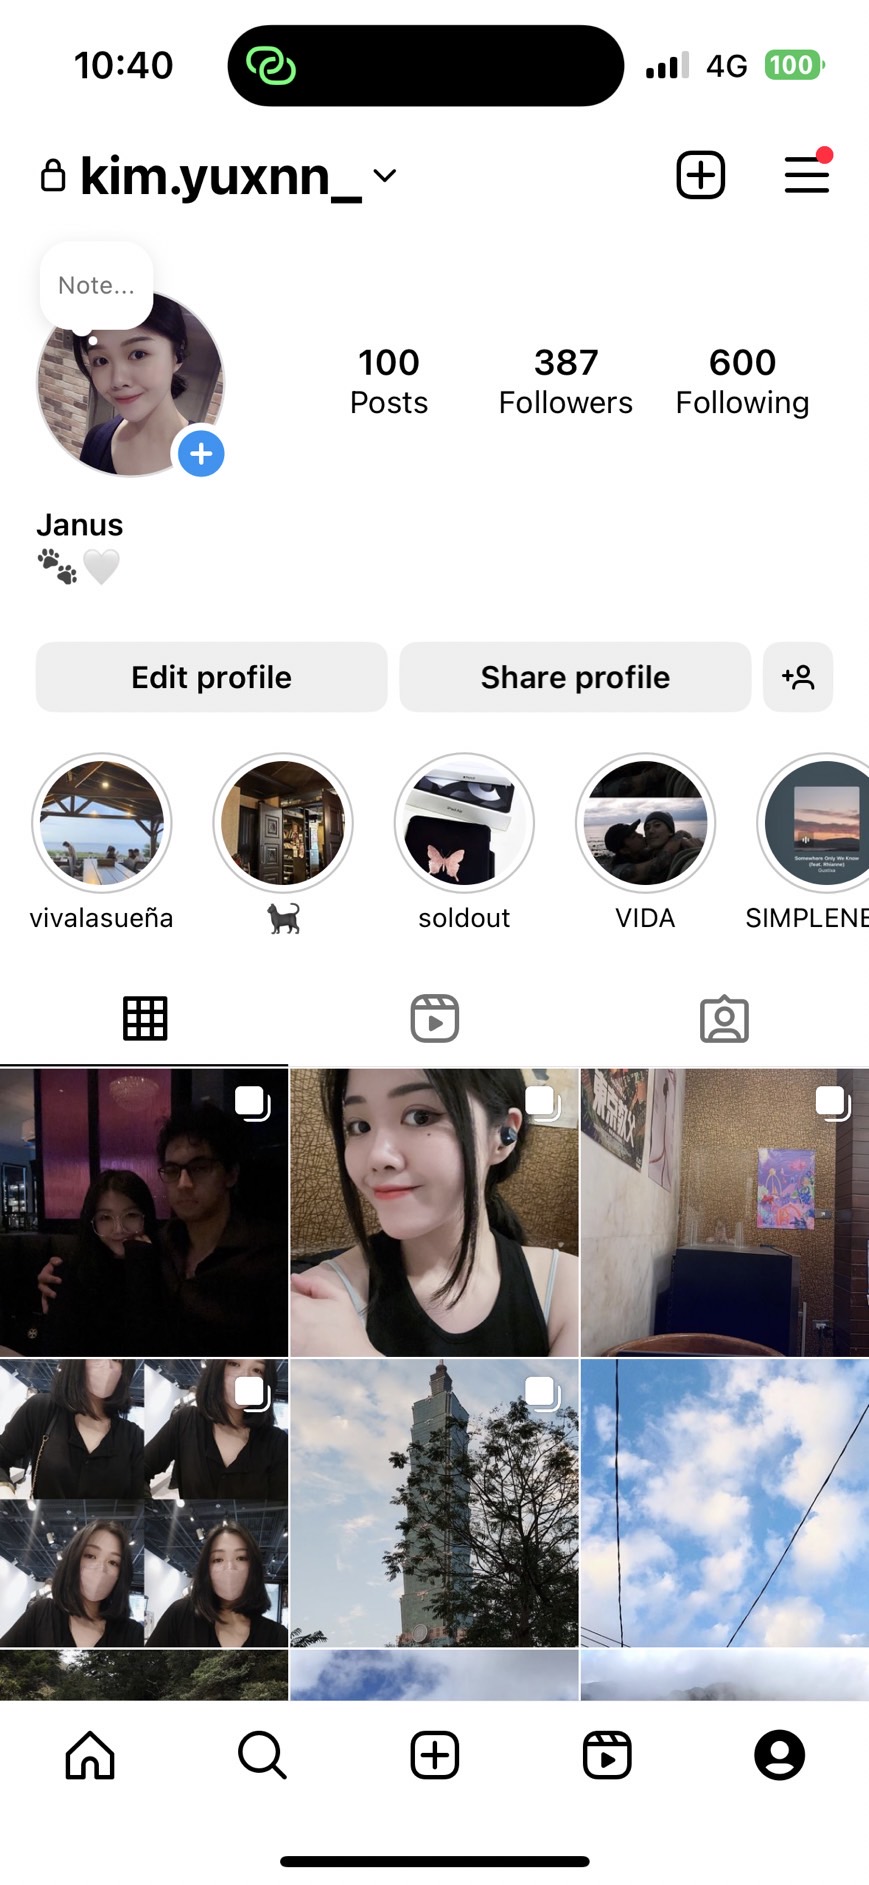 10:40
4G
100
kim.yuxnn_
Note...
100
Posts
387
Followers
600
Following
Janus
Edit profile
Share profile
vivalasueña
soldout
VIDA
SIMPLENE
Somewhere Only We Know
(feat. Rhianne)
Gustixa